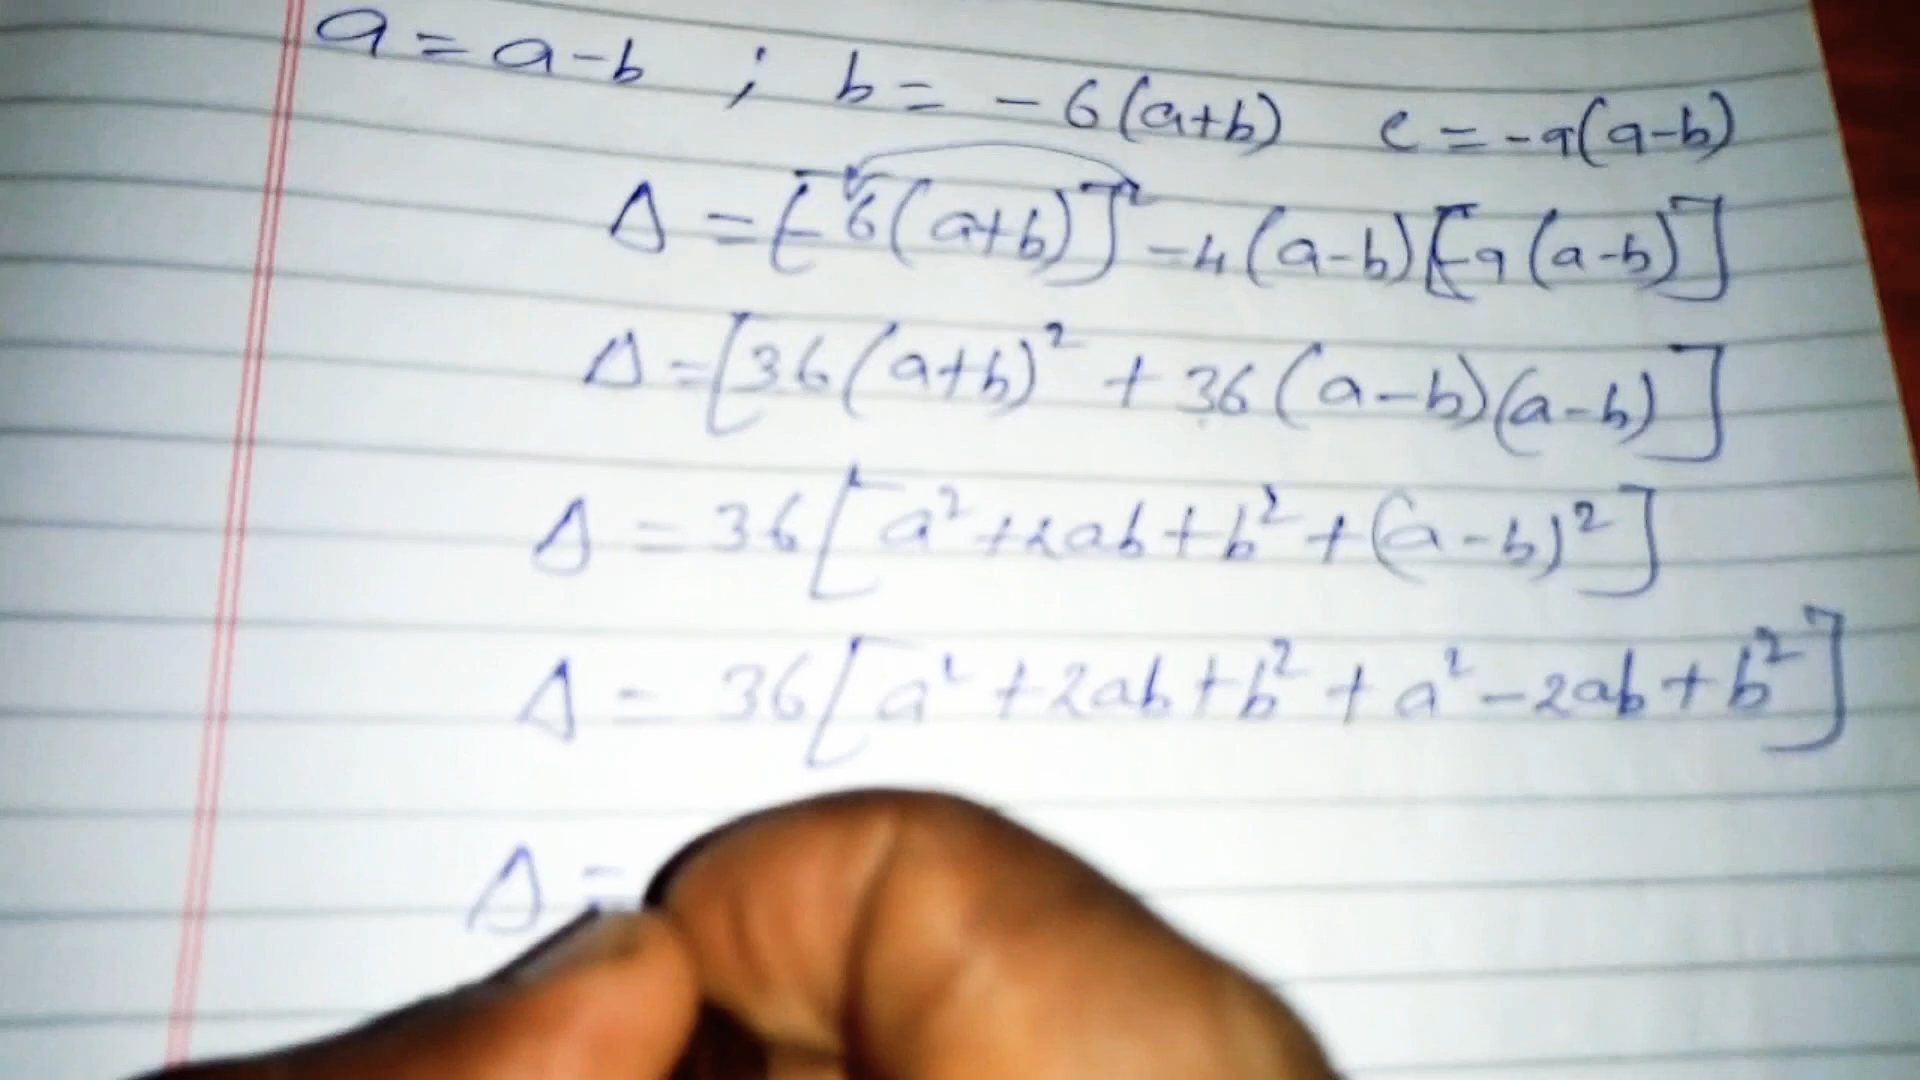 a = a-b ; b = -6(a+b) c = -9(a-b)
Δ = [-6(a+b)]² -4(a-b)[-9(a-b)]
Δ = [36(a+b)² + 36(a-b)(a-b)]
Δ = 36[a² +2ab+b² +(a-b)²]
Δ = 36[a² +2ab+b² + a² -2ab+b²]
Δ =